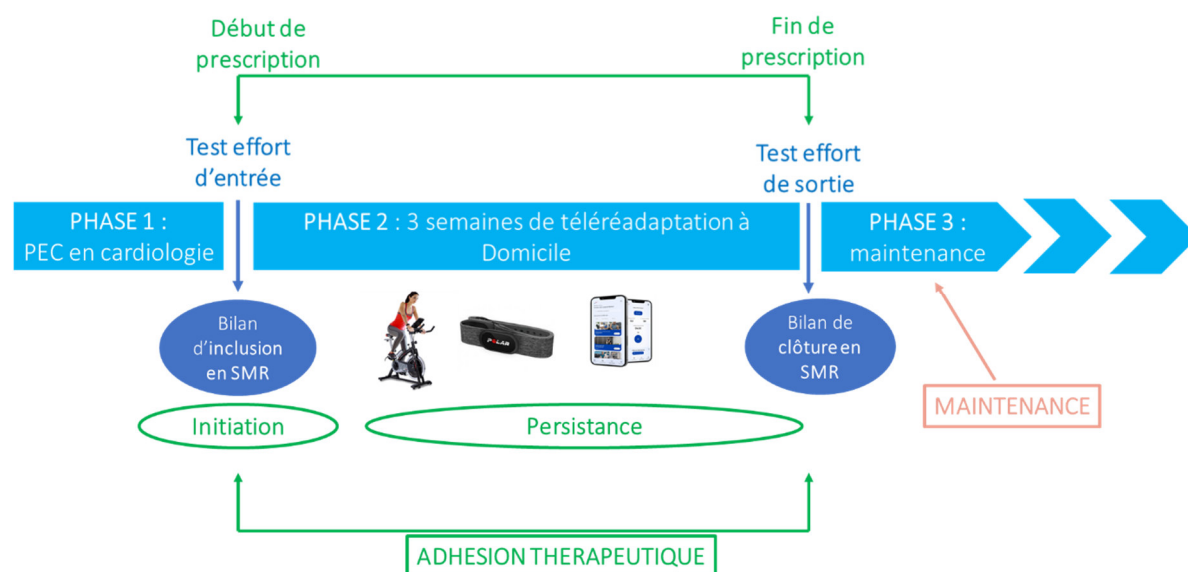 Début de
prescription
Fin de
prescription
Test effort
d'entrée
Test effort
de sortie
PHASE 1 :
PEC en cardiologie
PHASE 2 : 3 semaines de téléréadaptation à
Domicile
PHASE 3 :
maintenance
Bilan
d'inclusion
en SMR
POLAR
Bilan de
clôture en
SMR
Initiation
Persistance
MAINTENANCE
ADHESION THERAPEUTIQUE